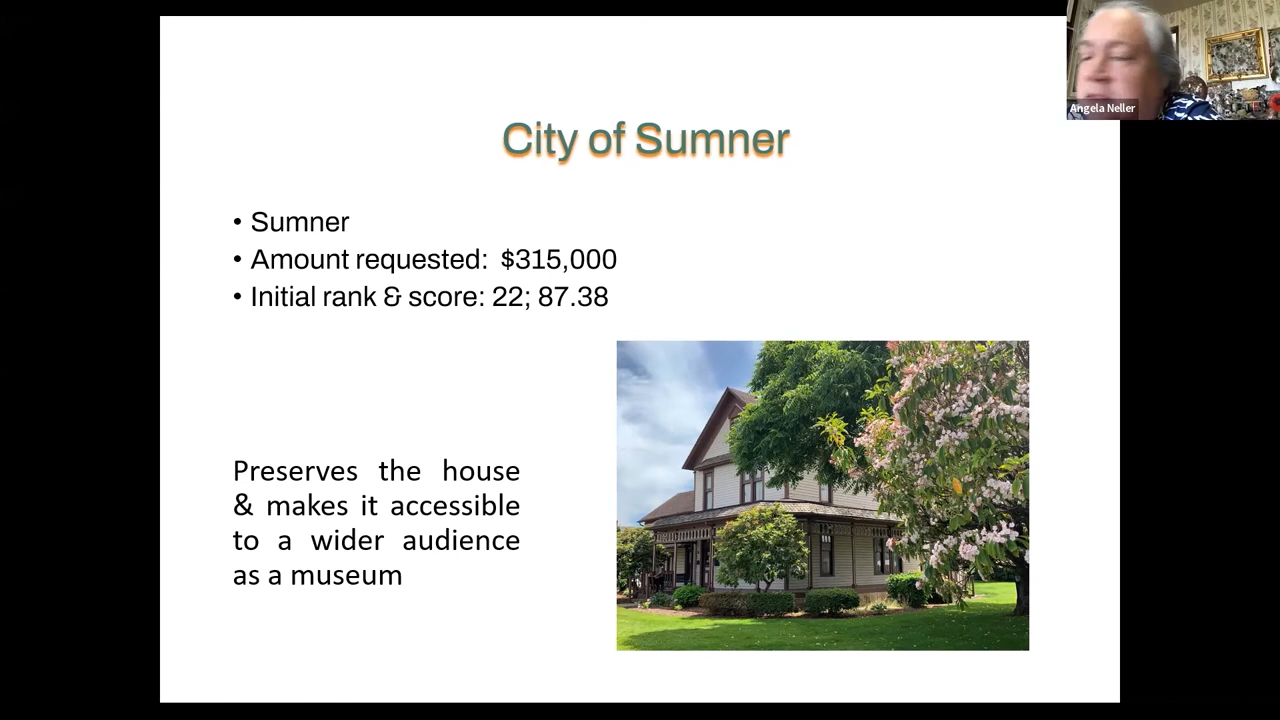 City of Sumner
• Sumner
• Amount requested: $315,000
• Initial rank & score: 22; 87.38
Preserves the house
& makes it accessible
to a wider audience
as a museum
Angela Neller